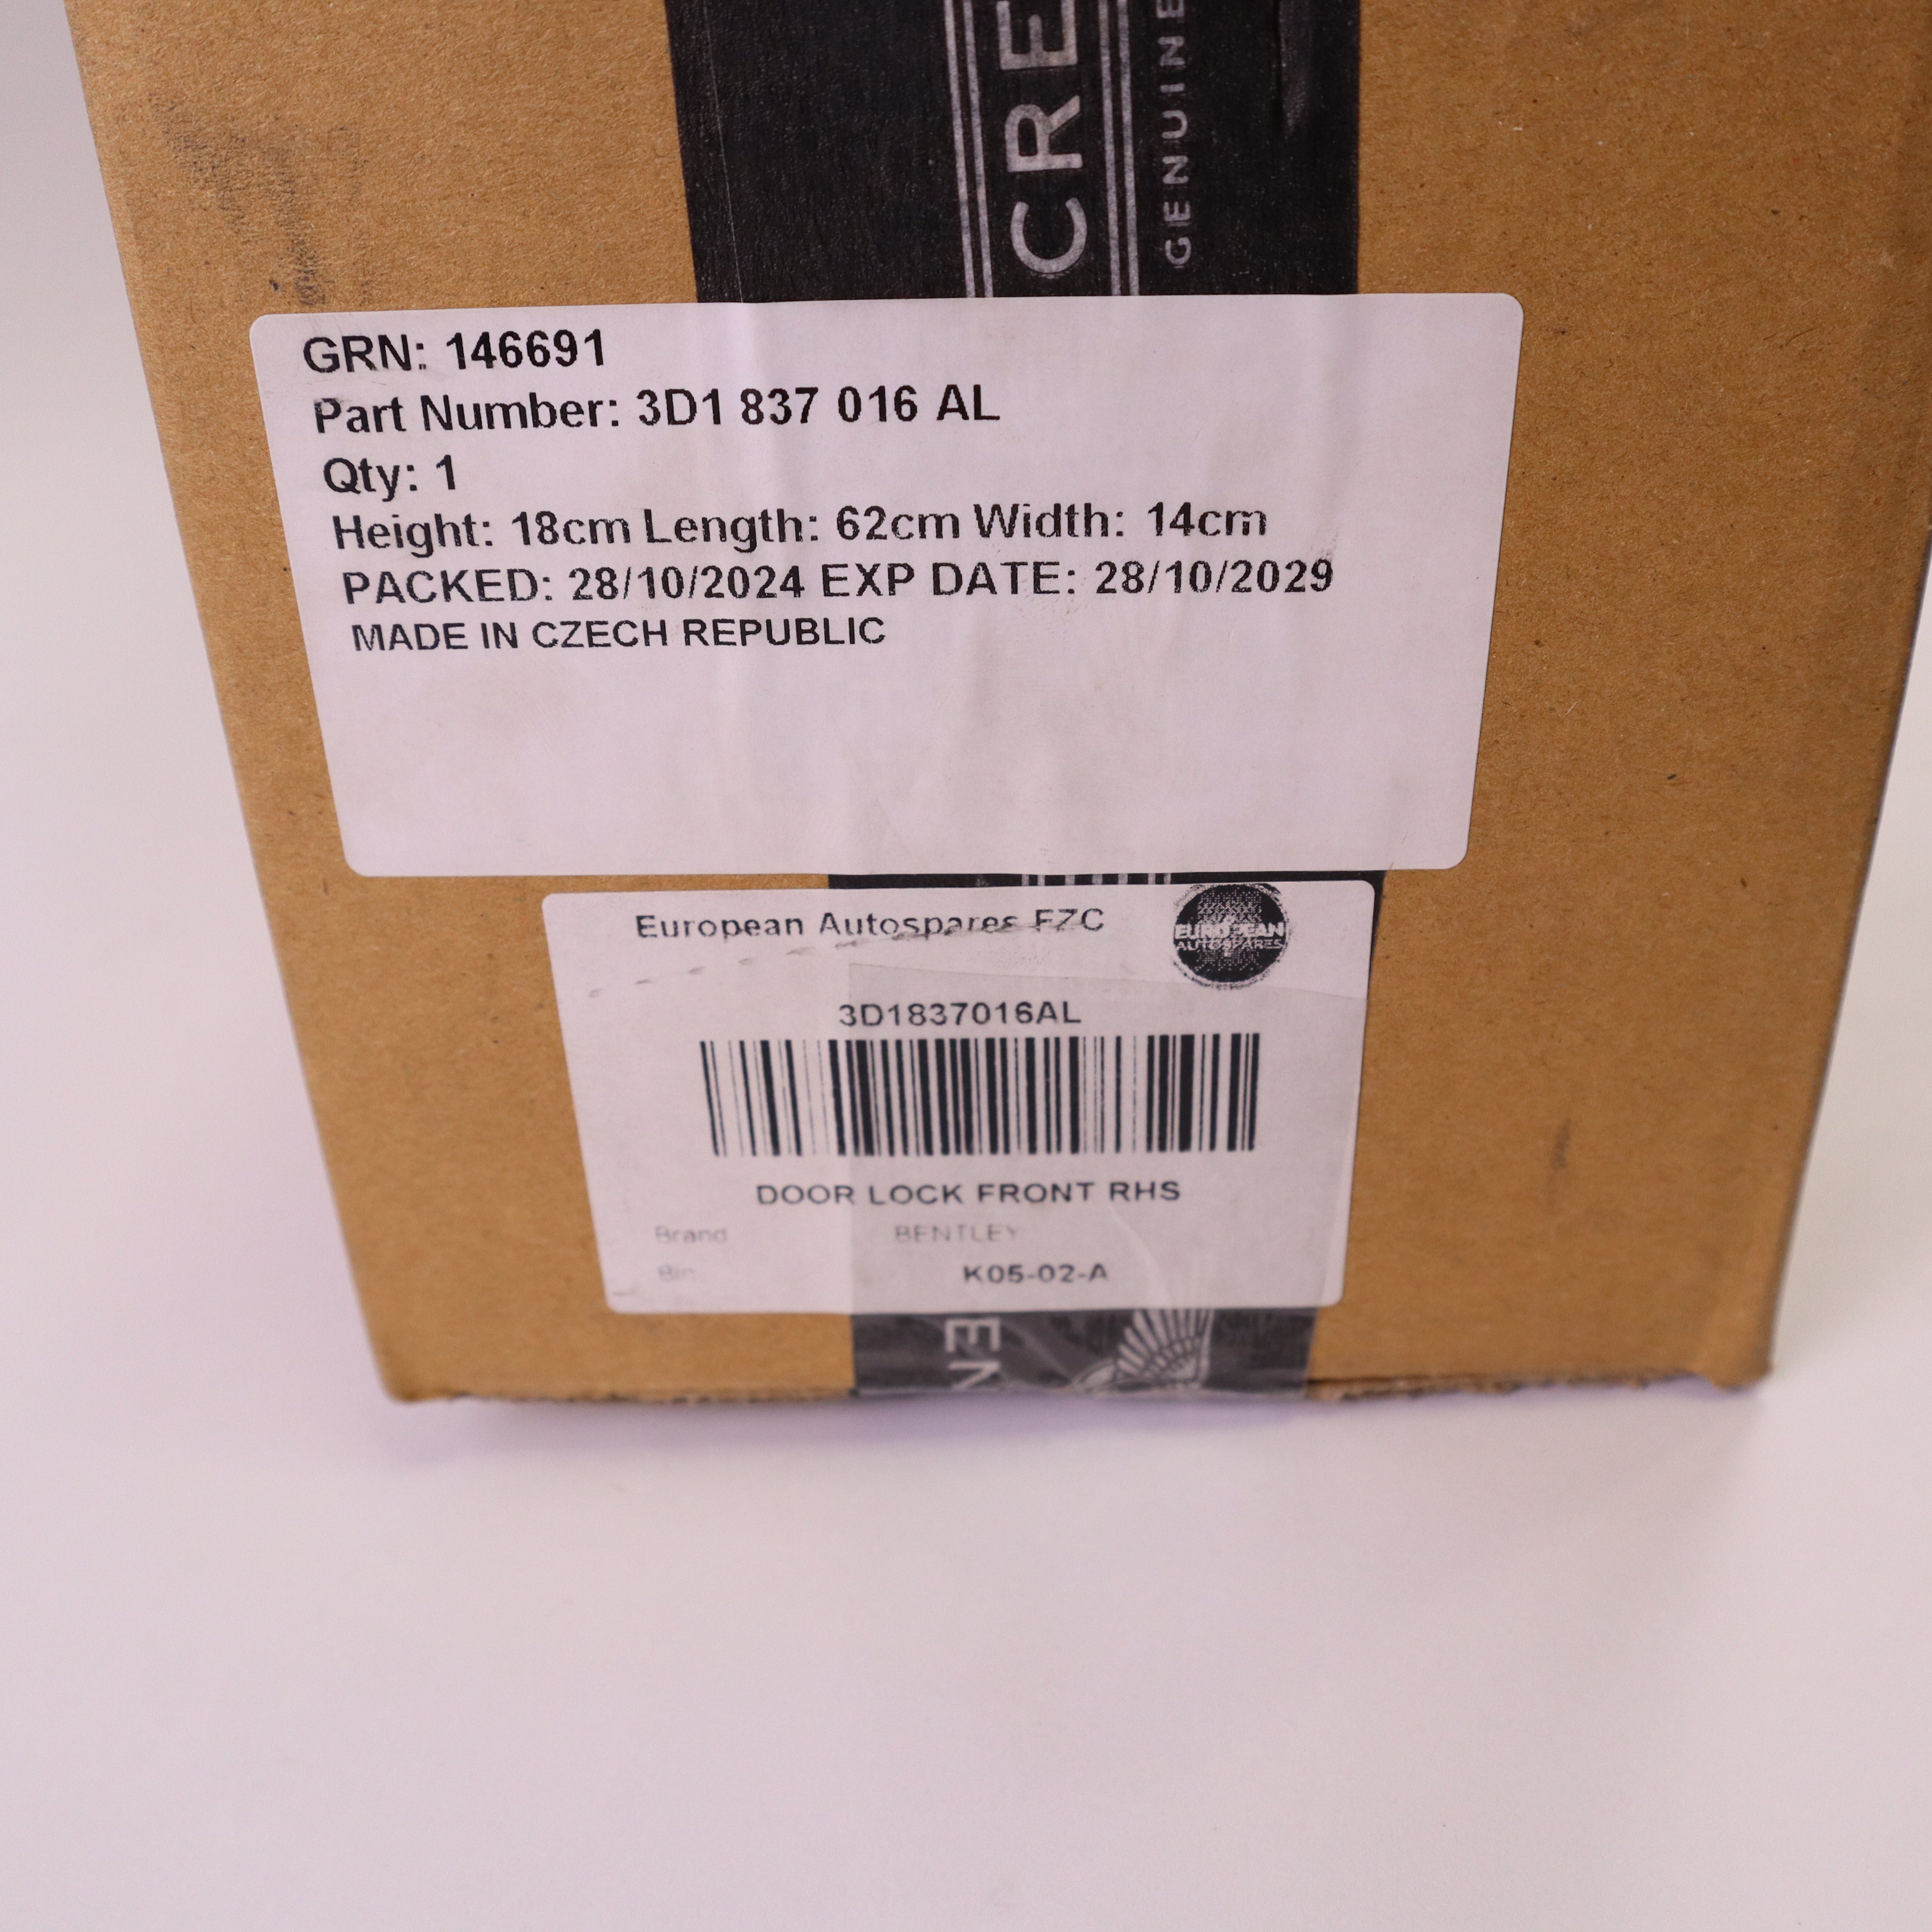 CRE
GENUINE
GRN: 146691
Part Number: 3D1 837 016 AL
Qty: 1
Height: 18cm Length: 62cm Width: 14cm
PACKED: 28/10/2024 EXP DATE: 28/10/2029
MADE IN CZECH REPUBLIC
European Autospares FZC
EUROPEAN
AUTOSPARES
3D1837016AL
DOOR LOCK FRONT RHS
Brand BENTLEY
Bin K05-02-A
EN